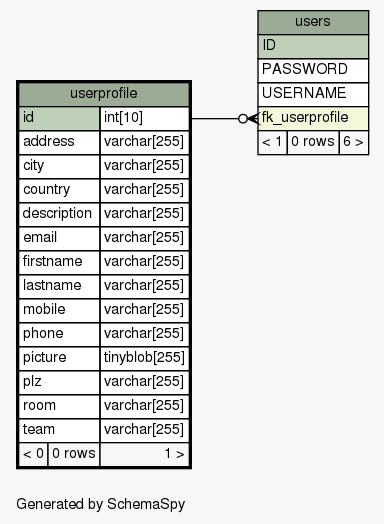 users
ID
PASSWORD
USERNAME
fk_userprofile
< 1 0 rows 6 >
userprofile
id int[10]
address varchar[255]
city varchar[255]
country varchar[255]
description varchar[255]
email varchar[255]
firstname varchar[255]
lastname varchar[255]
mobile varchar[255]
phone varchar[255]
picture tinyblob[255]
plz varchar[255]
room varchar[255]
team varchar[255]
< 0 0 rows 1 >
Generated by SchemaSpy